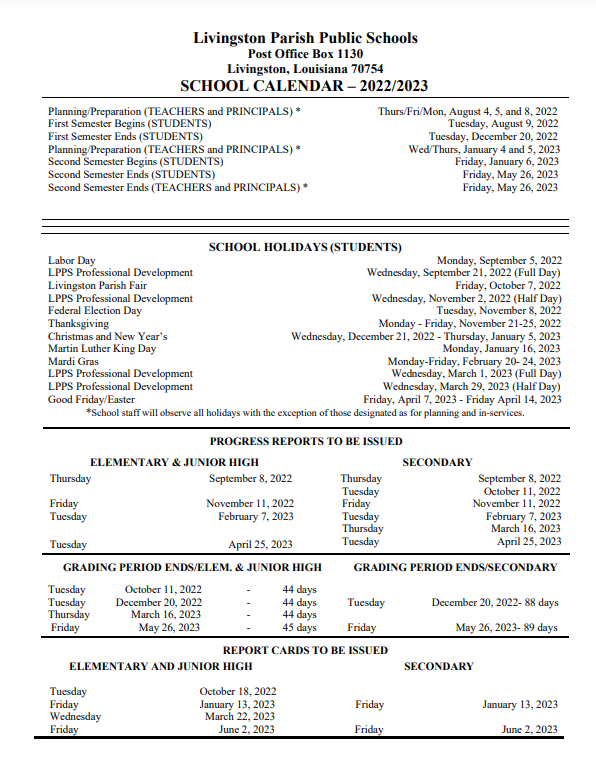 Livingston Parish Public Schools
Post Office Box 1130
Livingston, Louisiana 70754
SCHOOL CALENDAR – 2022/2023
Planning/Preparation (TEACHERS and PRINCIPALS) * Thurs/Fri/Mon, August 4, 5, and 8, 2022
First Semester Begins (STUDENTS) Tuesday, August 9, 2022
First Semester Ends (STUDENTS) Tuesday, December 20, 2022
Planning/Preparation (TEACHERS and PRINCIPALS) * Wed/Thurs, January 4 and 5, 2023
Second Semester Begins (STUDENTS) Friday, January 6, 2023
Second Semester Ends (STUDENTS) Friday, May 26, 2023
Second Semester Ends (TEACHERS and PRINCIPALS) * Friday, May 26, 2023
SCHOOL HOLIDAYS (STUDENTS)
Labor Day Monday, September 5, 2022
LPPS Professional Development Wednesday, September 21, 2022 (Full Day)
Livingston Parish Fair Friday, October 7, 2022
LPPS Professional Development Wednesday, November 2, 2022 (Half Day)
Federal Election Day Tuesday, November 8, 2022
Thanksgiving Monday - Friday, November 21-25, 2022
Christmas and New Year's Wednesday, December 21, 2022 - Thursday, January 5, 2023
Martin Luther King Day Monday, January 16, 2023
Mardi Gras Monday-Friday, February 20- 24, 2023
LPPS Professional Development Wednesday, March 1, 2023 (Full Day)
LPPS Professional Development Wednesday, March 29, 2023 (Half Day)
Good Friday/Easter Friday, April 7, 2023 - Friday April 14, 2023
*School staff will observe all holidays with the exception of those designated as for planning and in-services.
PROGRESS REPORTS TO BE ISSUED
ELEMENTARY & JUNIOR HIGH SECONDARY
Thursday September 8, 2022 Thursday September 8, 2022
Tuesday October 11, 2022
Friday November 11, 2022 Friday November 11, 2022
Tuesday February 7, 2023 Tuesday February 7, 2023
Thursday March 16, 2023
Tuesday April 25, 2023 Tuesday April 25, 2023
GRADING PERIOD ENDS/ELEM. & JUNIOR HIGH GRADING PERIOD ENDS/SECONDARY
Tuesday October 11, 2022 - 44 days
Tuesday December 20, 2022 - 44 days Tuesday December 20, 2022- 88 days
Thursday March 16, 2023 - 44 days
Friday May 26, 2023 - 45 days Friday May 26, 2023- 89 days
REPORT CARDS TO BE ISSUED
ELEMENTARY AND JUNIOR HIGH SECONDARY
Tuesday October 18, 2022
Friday January 13, 2023 Friday January 13, 2023
Wednesday March 22, 2023
Friday June 2, 2023 Friday June 2, 2023